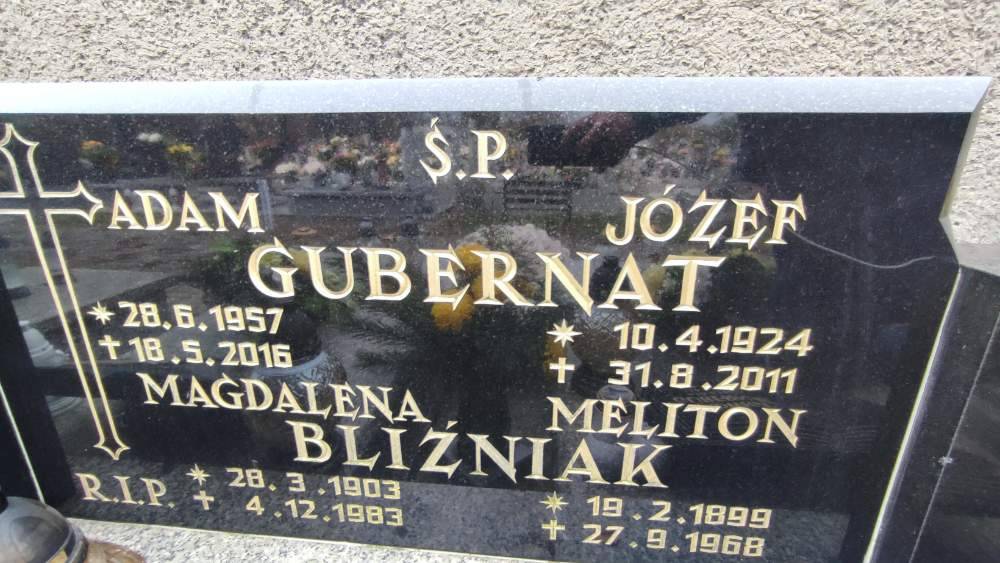 Ś.P.
ADAM JÓZEF
GUBERNAT
* 28.6.1957 * 10.4.1924
+ 18.5.2016 + 31.8.2011
MAGDALENA MELITON
BLIŹNIAK
R.I.P. * 28.3.1903 * 19.2.1899
+ 4.12.1983 + 27.9.1968